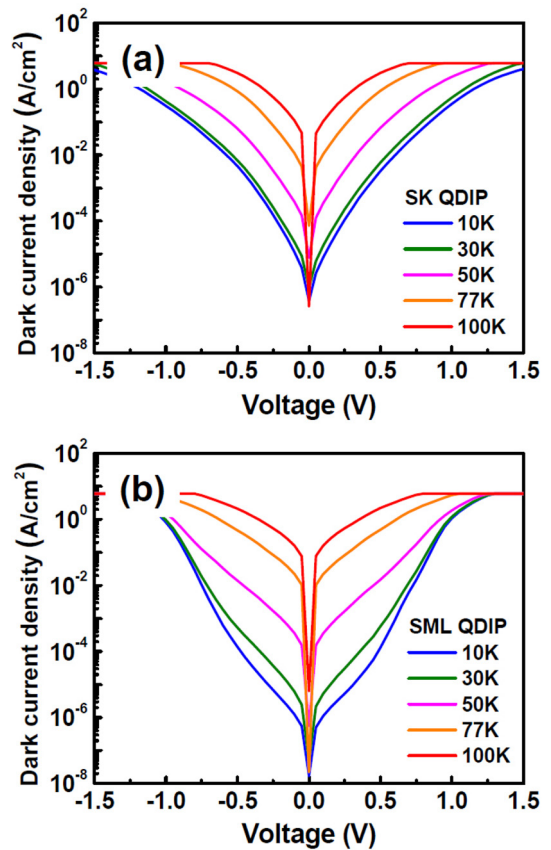 (a)
Dark current density (A/cm²)
10²
10⁰
10⁻²
10⁻⁴
10⁻⁶
10⁻⁸
SK QDIP
10K
30K
50K
77K
100K
-1.5 -1.0 -0.5 0.0 0.5 1.0 1.5
Voltage (V)
(b)
Dark current density (A/cm²)
10²
10⁰
10⁻²
10⁻⁴
10⁻⁶
10⁻⁸
SML QDIP
10K
30K
50K
77K
100K
-1.5 -1.0 -0.5 0.0 0.5 1.0 1.5
Voltage (V)